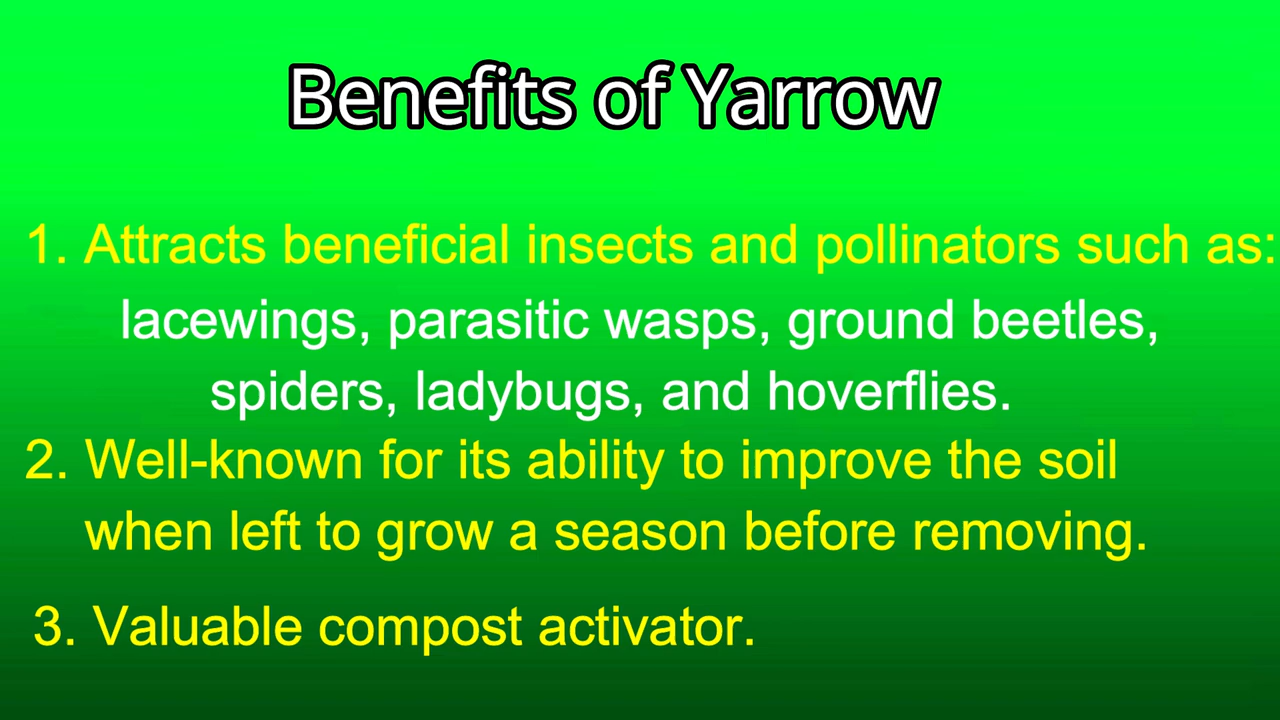 Benefits of Yarrow
1. Attracts beneficial insects and pollinators such as:
lacewings, parasitic wasps, ground beetles,
spiders, ladybugs, and hoverflies.
2. Well-known for its ability to improve the soil
when left to grow a season before removing.
3. Valuable compost activator.